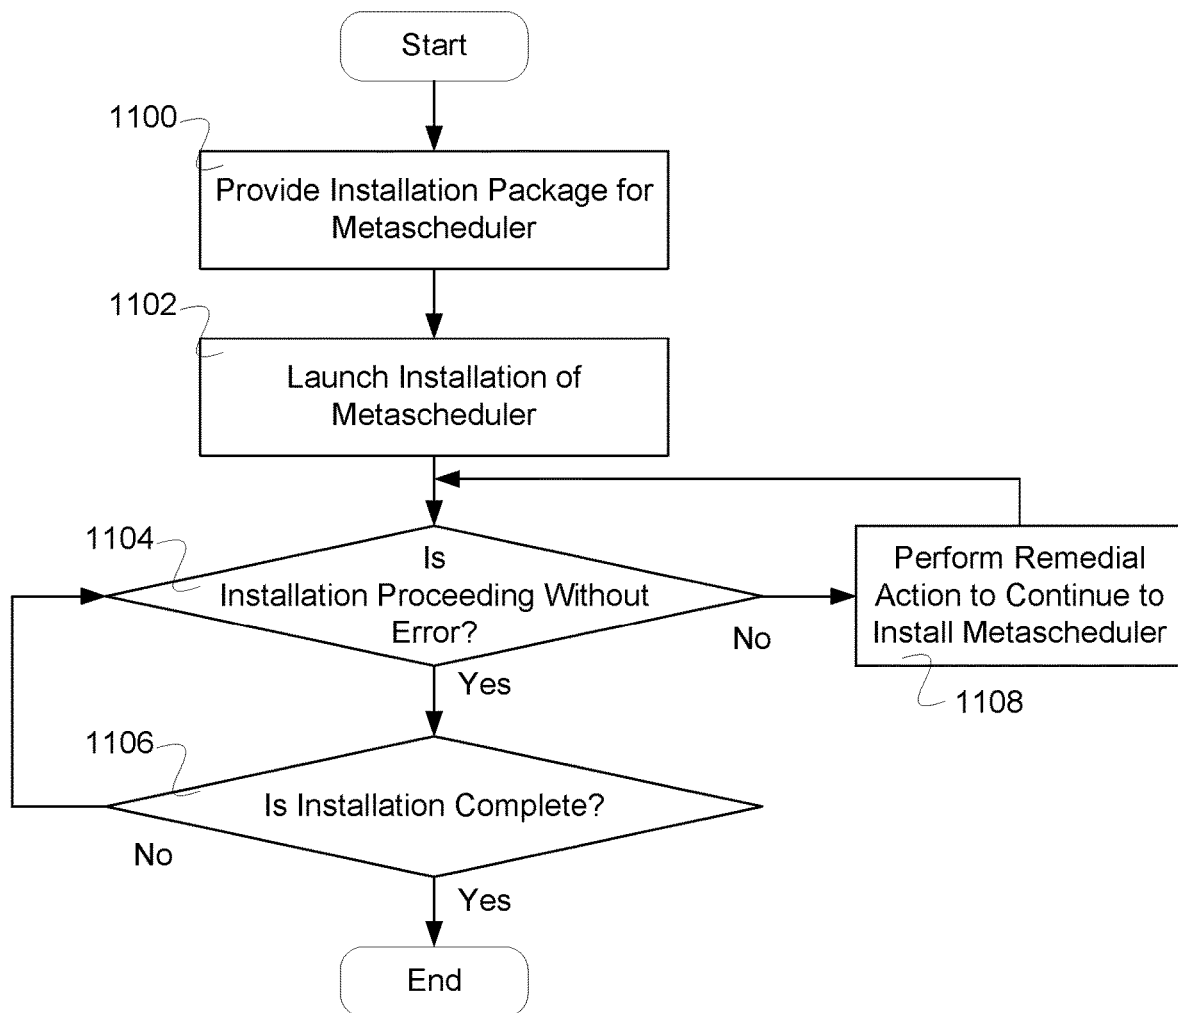 Start
1100
Provide Installation Package for
Metascheduler
1102
Launch Installation of
Metascheduler
1104
Is
Installation Proceeding Without
Error?
No
Perform Remedial
Action to Continue to
Install Metascheduler
1108
Yes
1106
Is Installation Complete?
No
Yes
End